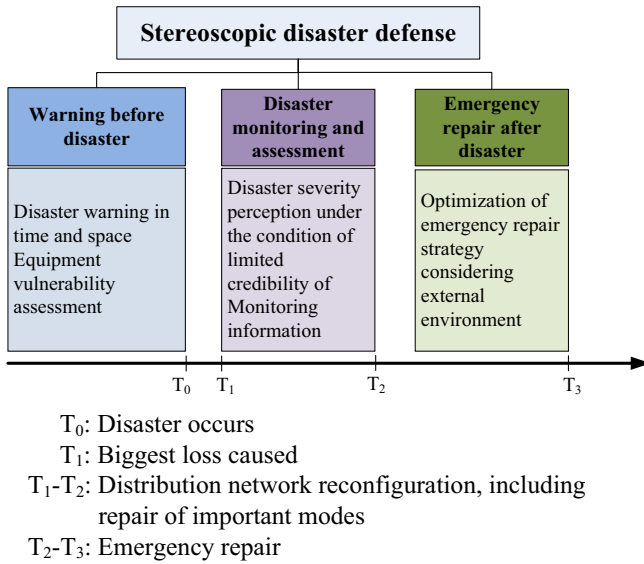 Stereoscopic disaster defense
Warning before
disaster
Disaster
monitoring and
assessment
Emergency
repair after
disaster
Disaster warning in
time and space
Equipment
vulnerability
assessment
Disaster severity
perception under
the condition of
limited
credibility of
Monitoring
information
Optimization of
emergency repair
strategy
considering
external
environment
T₀
T₁
T₂
T₃
T₀: Disaster occurs
T₁: Biggest loss caused
T₁-T₂: Distribution network reconfiguration, including
repair of important modes
T₂-T₃: Emergency repair